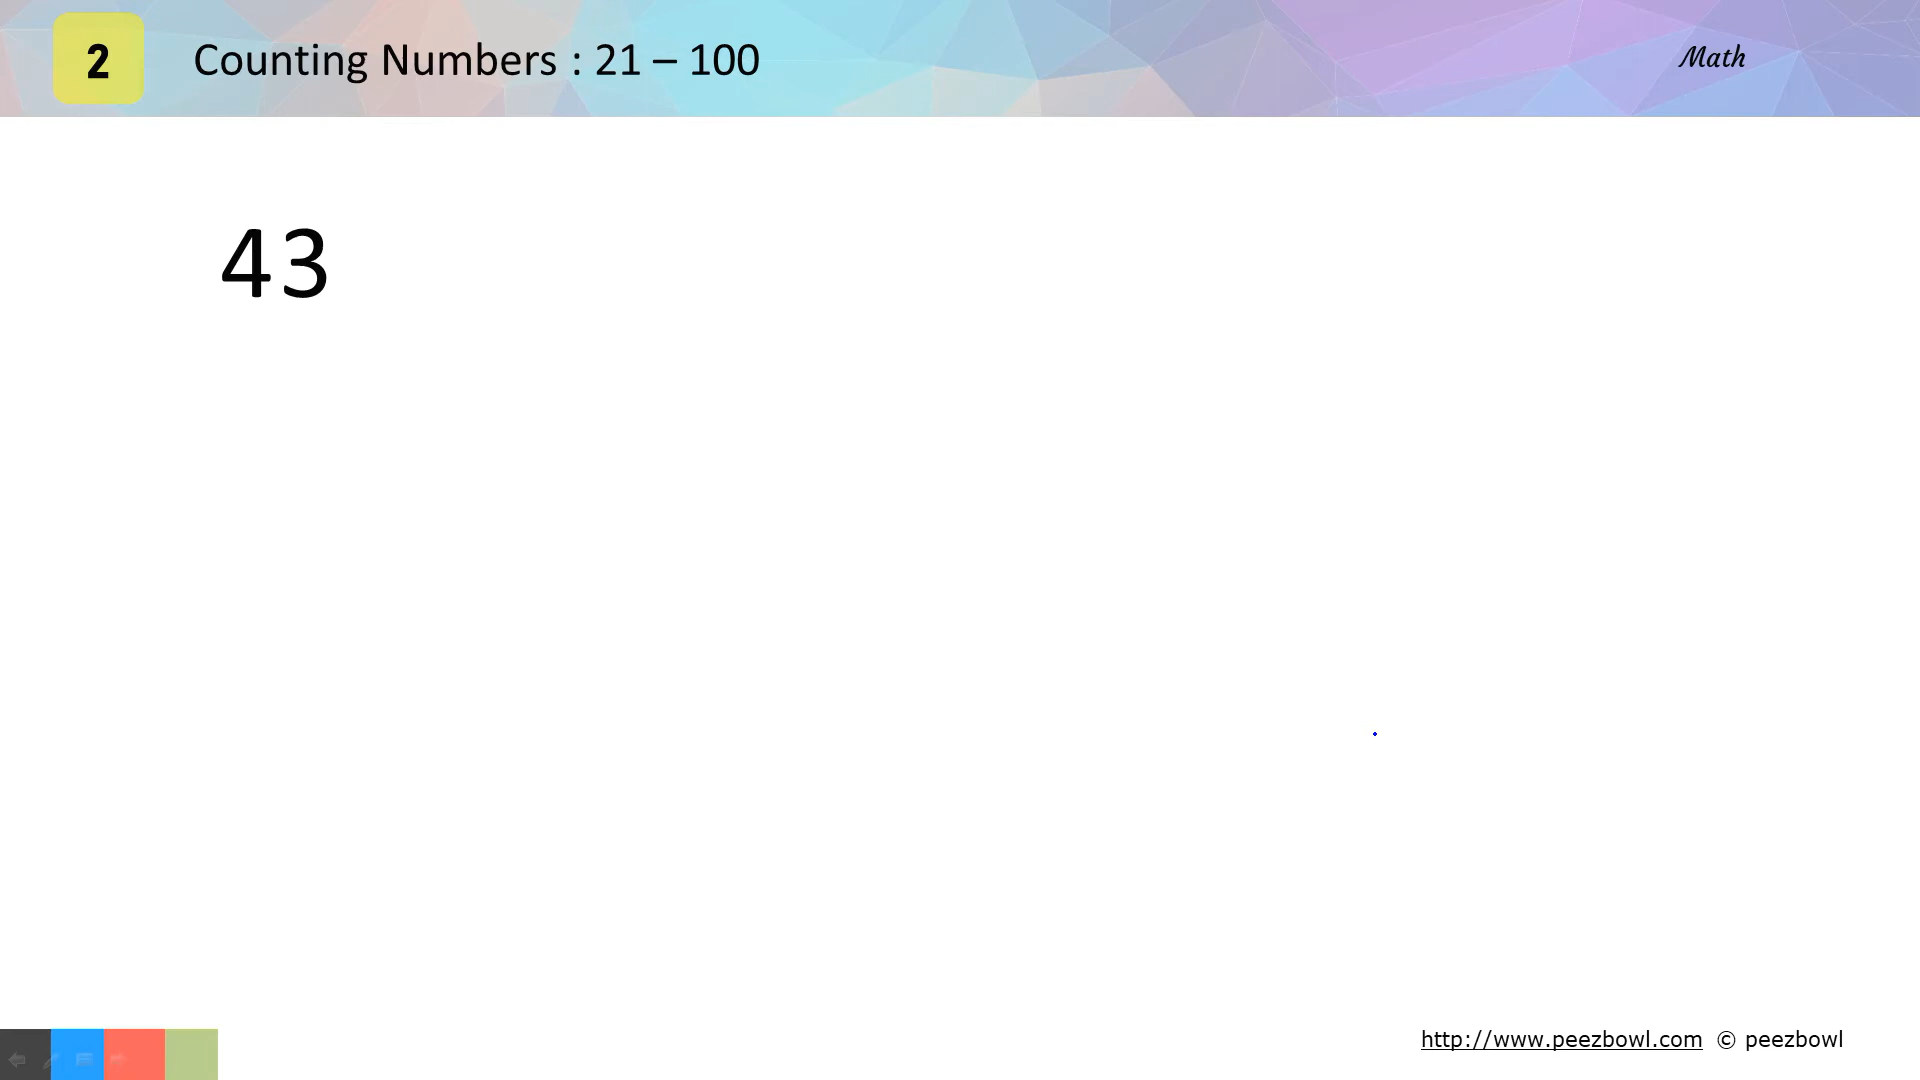 2
Counting Numbers : 21 – 100
Math
43
http://www.peezbowl.com © peezbowl